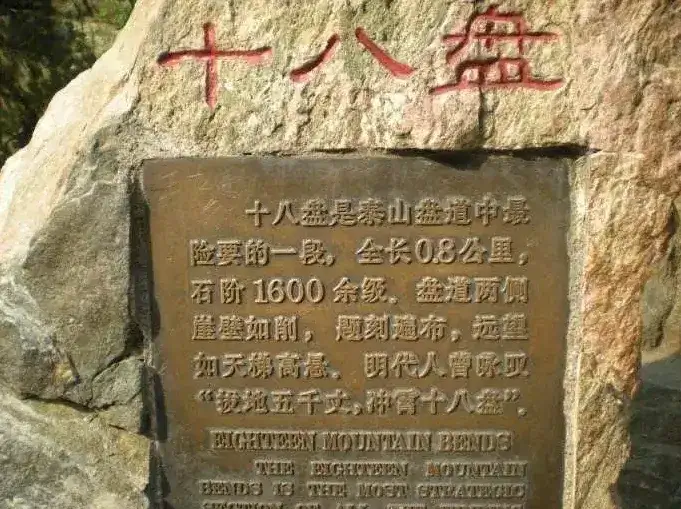 十八盘
十八盘是泰山盘道中最
险要的一段，全长0.8公里，
石阶1600余级。盘道两侧
崖壁如削，题刻遍布，远望
如天梯高悬。明代人曾咏叹
“拔地五千丈，冲霄十八盘”。
EIGHTEEN MOUNTAIN BENDS
THE EIGHTEEN MOUNTAIN
BENDS IS THE MOST STRATEGIC
SECTION OF ALL THE